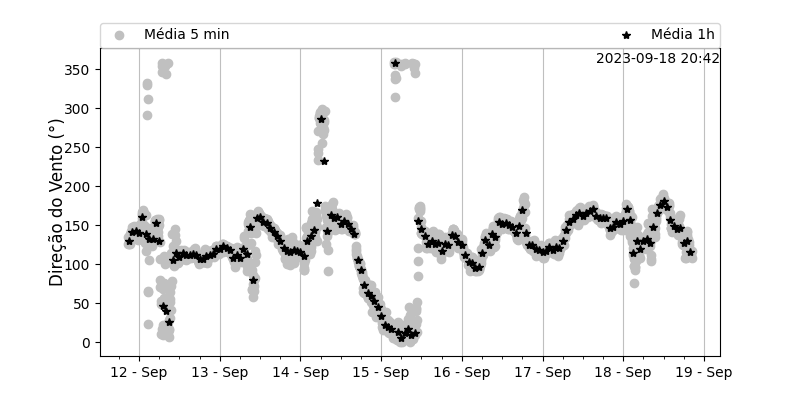 Média 5 min
Média 1h
2023-09-18 20:42
Direção do Vento (°)
350
300
250
200
150
100
50
0
12 - Sep
13 - Sep
14 - Sep
15 - Sep
16 - Sep
17 - Sep
18 - Sep
19 - Sep